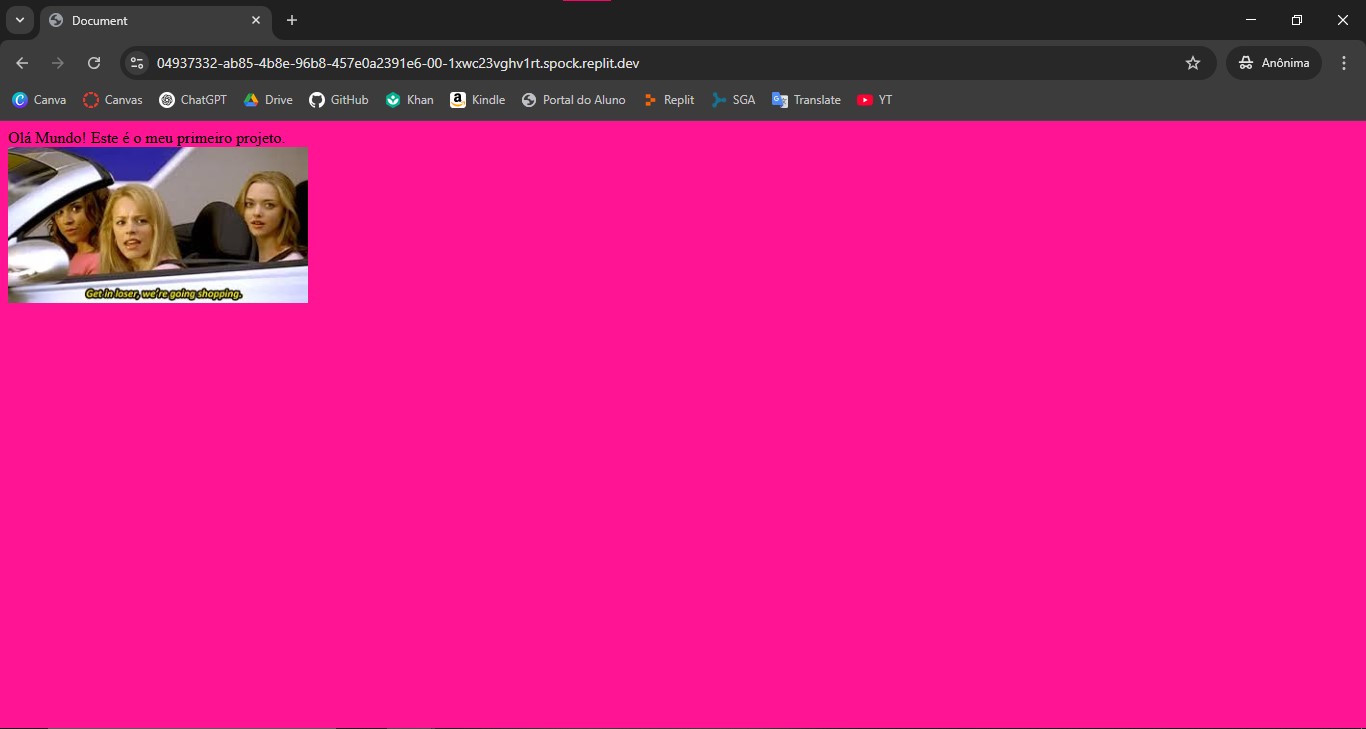 Document
04937332-ab85-4b8e-96b8-457e0a2391e6-00-1xwc23vghv1rt.spock.replit.dev
Anônima
Canva Canvas ChatGPT Drive GitHub Khan Kindle Portal do Aluno Replit SGA Translate YT
Olá Mundo! Este é o meu primeiro projeto.
Get in loser, we're going shopping.